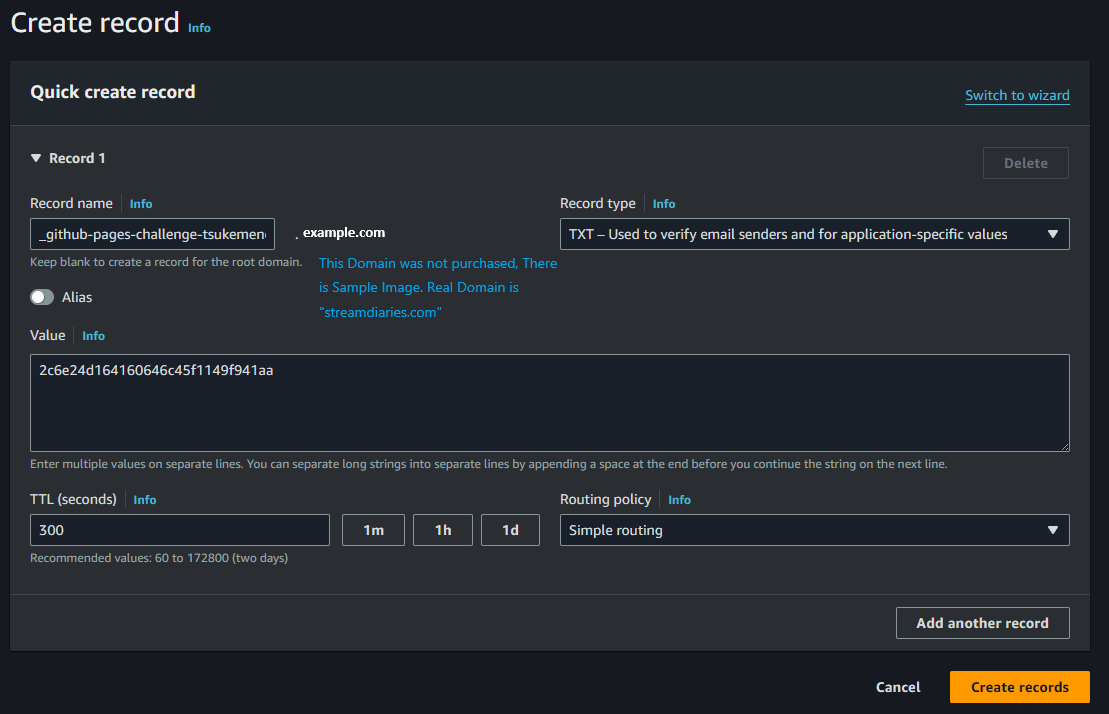 Create record Info
Quick create record
Switch to wizard
▼ Record 1
Delete
Record name Info
Record type Info
_github-pages-challenge-tsukemen
. example.com
TXT – Used to verify email senders and for application-specific values
Keep blank to create a record for the root domain.
This Domain was not purchased, There
is Sample Image. Real Domain is
"streamdiaries.com"
Alias
Value Info
2c6e24d164160646c45f1149f941aa
Enter multiple values on separate lines. You can separate long strings into separate lines by appending a space at the end before you continue the string on the next line.
TTL (seconds) Info
Routing policy Info
300
1m
1h
1d
Simple routing
Recommended values: 60 to 172800 (two days)
Add another record
Cancel
Create records